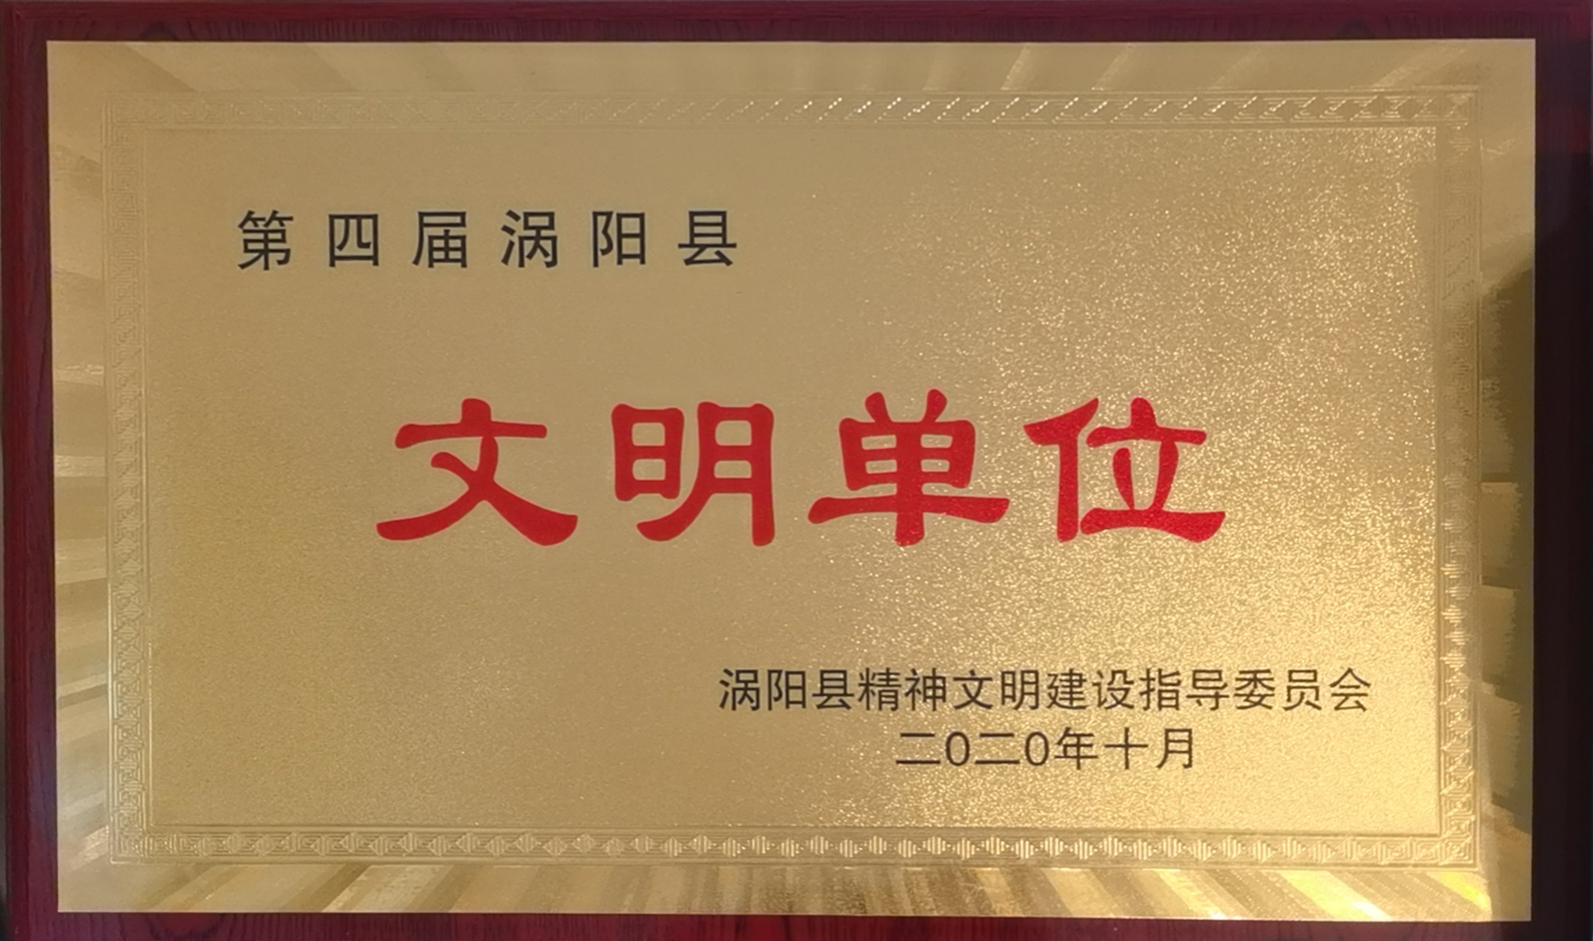 第四届涡阳县
文明单位
涡阳县精神文明建设指导委员会
二0二0年十月